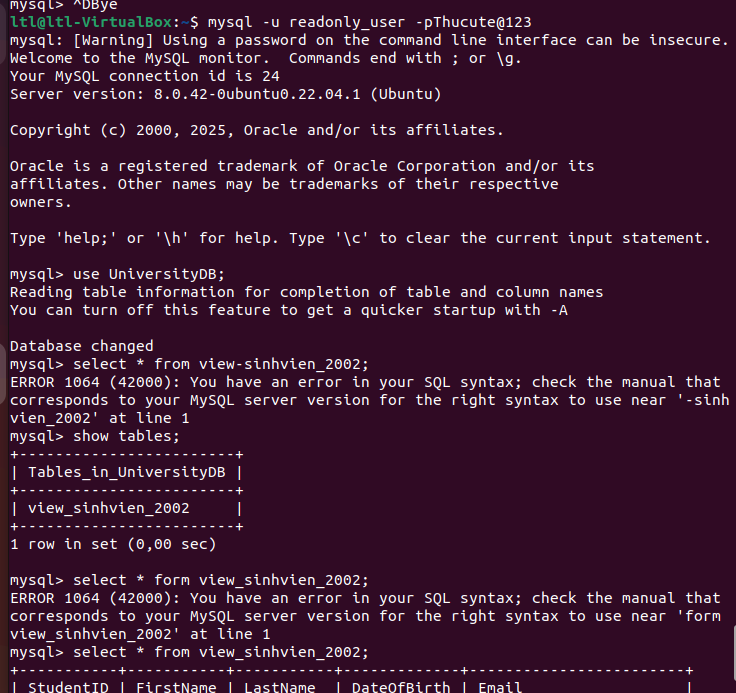 mysql> ^DBye
ltl@ltl-VirtualBox:~$ mysql -u readonly_user -pThucute@123
mysql: [Warning] Using a password on the command line interface can be insecure.
Welcome to the MySQL monitor.  Commands end with ; or \g.
Your MySQL connection id is 24
Server version: 8.0.42-0ubuntu0.22.04.1 (Ubuntu)
Copyright (c) 2000, 2025, Oracle and/or its affiliates.
Oracle is a registered trademark of Oracle Corporation and/or its
affiliates. Other names may be trademarks of their respective
owners.
Type 'help;' or '\h' for help. Type '\c' to clear the current input statement.
mysql> use UniversityDB;
Reading table information for completion of table and column names
You can turn off this feature to get a quicker startup with -A
Database changed
mysql> select * from view-sinhvien_2002;
ERROR 1064 (42000): You have an error in your SQL syntax; check the manual that
corresponds to your MySQL server version for the right syntax to use near '-sinh
vien_2002' at line 1
mysql> show tables;
+------------------------+
| Tables_in_UniversityDB |
+------------------------+
| view_sinhvien_2002     |
+------------------------+
1 row in set (0,00 sec)
mysql> select * form view_sinhvien_2002;
ERROR 1064 (42000): You have an error in your SQL syntax; check the manual that
corresponds to your MySQL server version for the right syntax to use near 'form
view_sinhvien_2002' at line 1
mysql> select * from view_sinhvien_2002;
+-----------+-----------+-----------+-------------+------------------------+
| StudentID | FirstName | LastName  | DateOfBirth | Email                  |